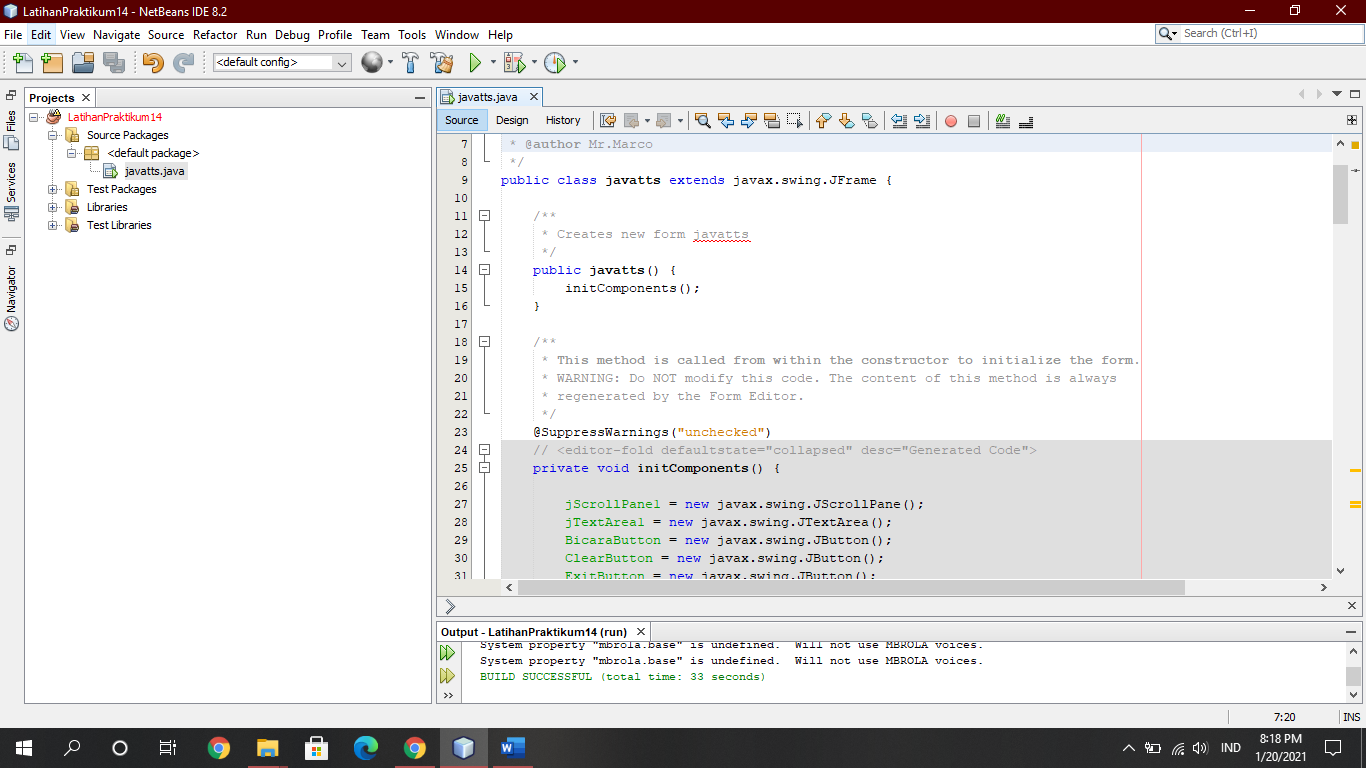 LatihanPraktikum14 - NetBeans IDE 8.2
File Edit View Navigate Source Refactor Run Debug Profile Team Tools Window Help
Search (Ctrl+I)
<default config>
Files
Services
Navigator
Projects
LatihanPraktikum14
Source Packages
<default package>
javatts.java
Test Packages
Libraries
Test Libraries
javatts.java
Source Design History
7 * @author Mr.Marco
8 */
9 public class javatts extends javax.swing.JFrame {
10
11 /**
12 * Creates new form javatts
13 */
14 public javatts() {
15 initComponents();
16 }
17
18 /**
19 * This method is called from within the constructor to initialize the form.
20 * WARNING: Do NOT modify this code. The content of this method is always
21 * regenerated by the Form Editor.
22 */
23 @SuppressWarnings("unchecked")
24 // <editor-fold defaultstate="collapsed" desc="Generated Code">
25 private void initComponents() {
26
27 jScrollPane1 = new javax.swing.JScrollPane();
28 jTextArea1 = new javax.swing.JTextArea();
29 BicaraButton = new javax.swing.JButton();
30 ClearButton = new javax.swing.JButton();
31 ExitButton = new javax.swing.JButton();
Output - LatihanPraktikum14 (run)
System property "mbrola.base" is undefined.  Will not use MBROLA voices.
System property "mbrola.base" is undefined.  Will not use MBROLA voices.
BUILD SUCCESSFUL (total time: 33 seconds)
7:20 INS
IND
8:18 PM
1/20/2021